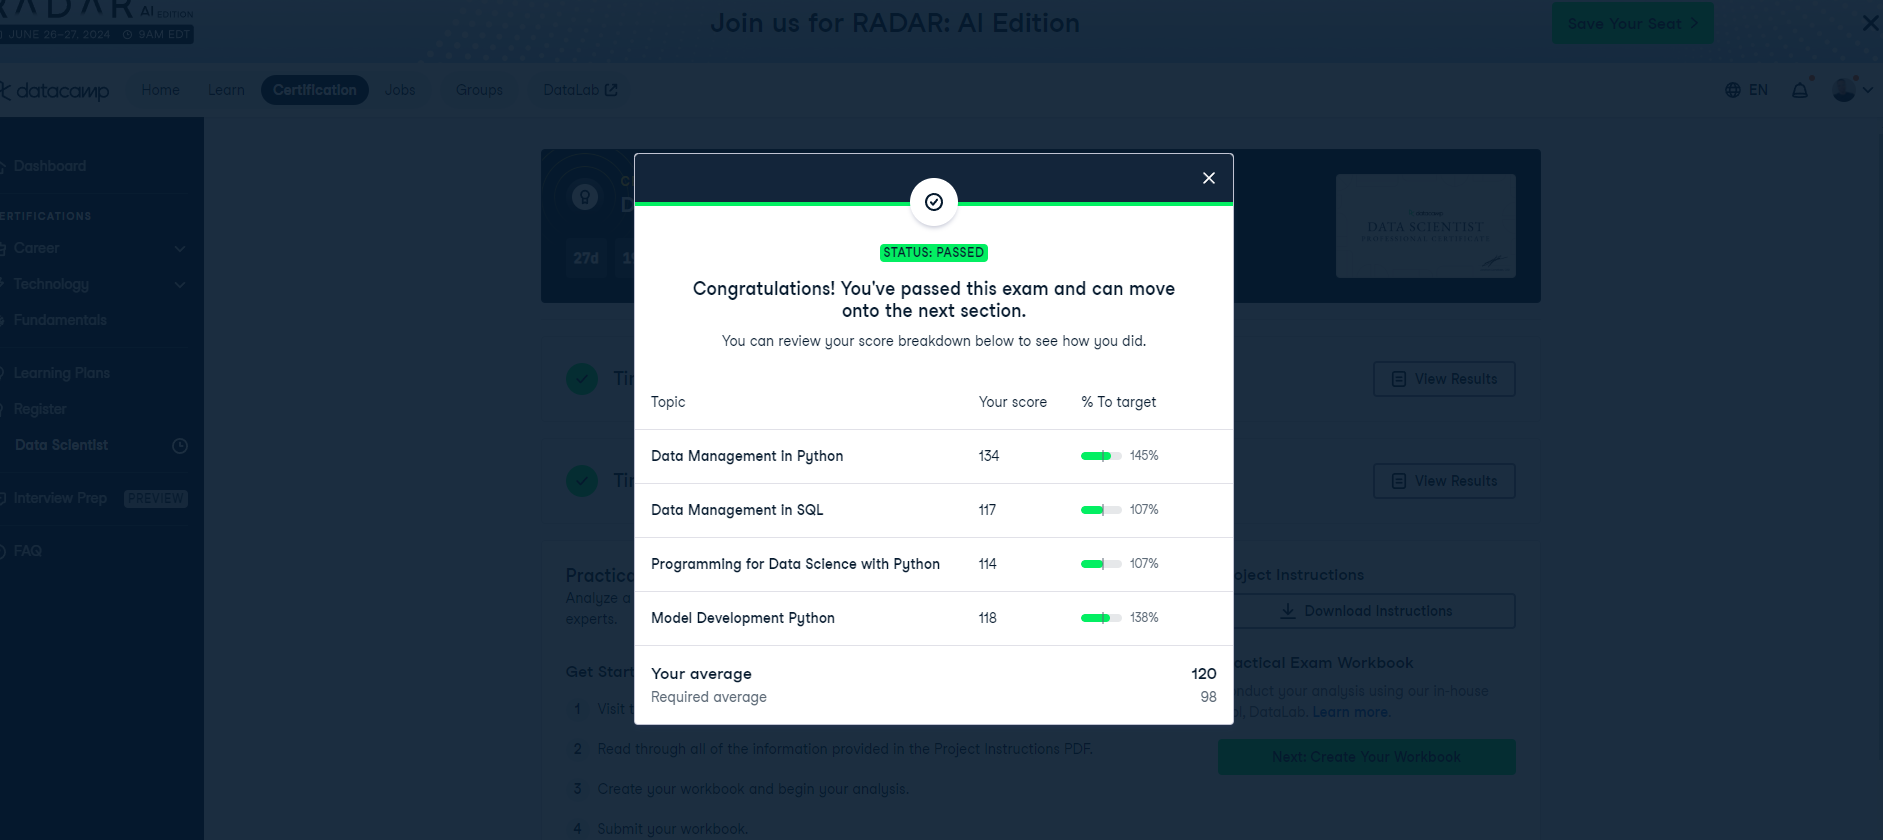 RADAR AI EDITION
JUNE 26-27, 2024 9AM EDT
Join us for RADAR: AI Edition
Save Your Seat
datacamp
Home
Learn
Certification
Jobs
Groups
DataLab
EN
Dashboard
CERTIFICATIONS
Career
Technology
Fundamentals
Learning Plans
Register
Data Scientist
Interview Prep PREVIEW
FAQ
27d
DATA SCIENTIST
PROFESSIONAL CERTIFICATE
STATUS: PASSED
Congratulations! You've passed this exam and can move
onto the next section.
You can review your score breakdown below to see how you did.
Topic Your score % To target
Data Management in Python 134 145%
Data Management in SQL 117 107%
Programming for Data Science with Python 114 107%
Model Development Python 118 138%
Your average 120
Required average 98
View Results
View Results
Analyze a
experts.
Get Start
1 Visit
2 Read through all of the information provided in the Project Instructions PDF.
3 Create your workbook and begin your analysis.
4 Submit your workbook.
oject Instructions
Download Instructions
actical Exam Workbook
onduct your analysis using our in-house
ol, DataLab. Learn more.
Next: Create Your Workbook